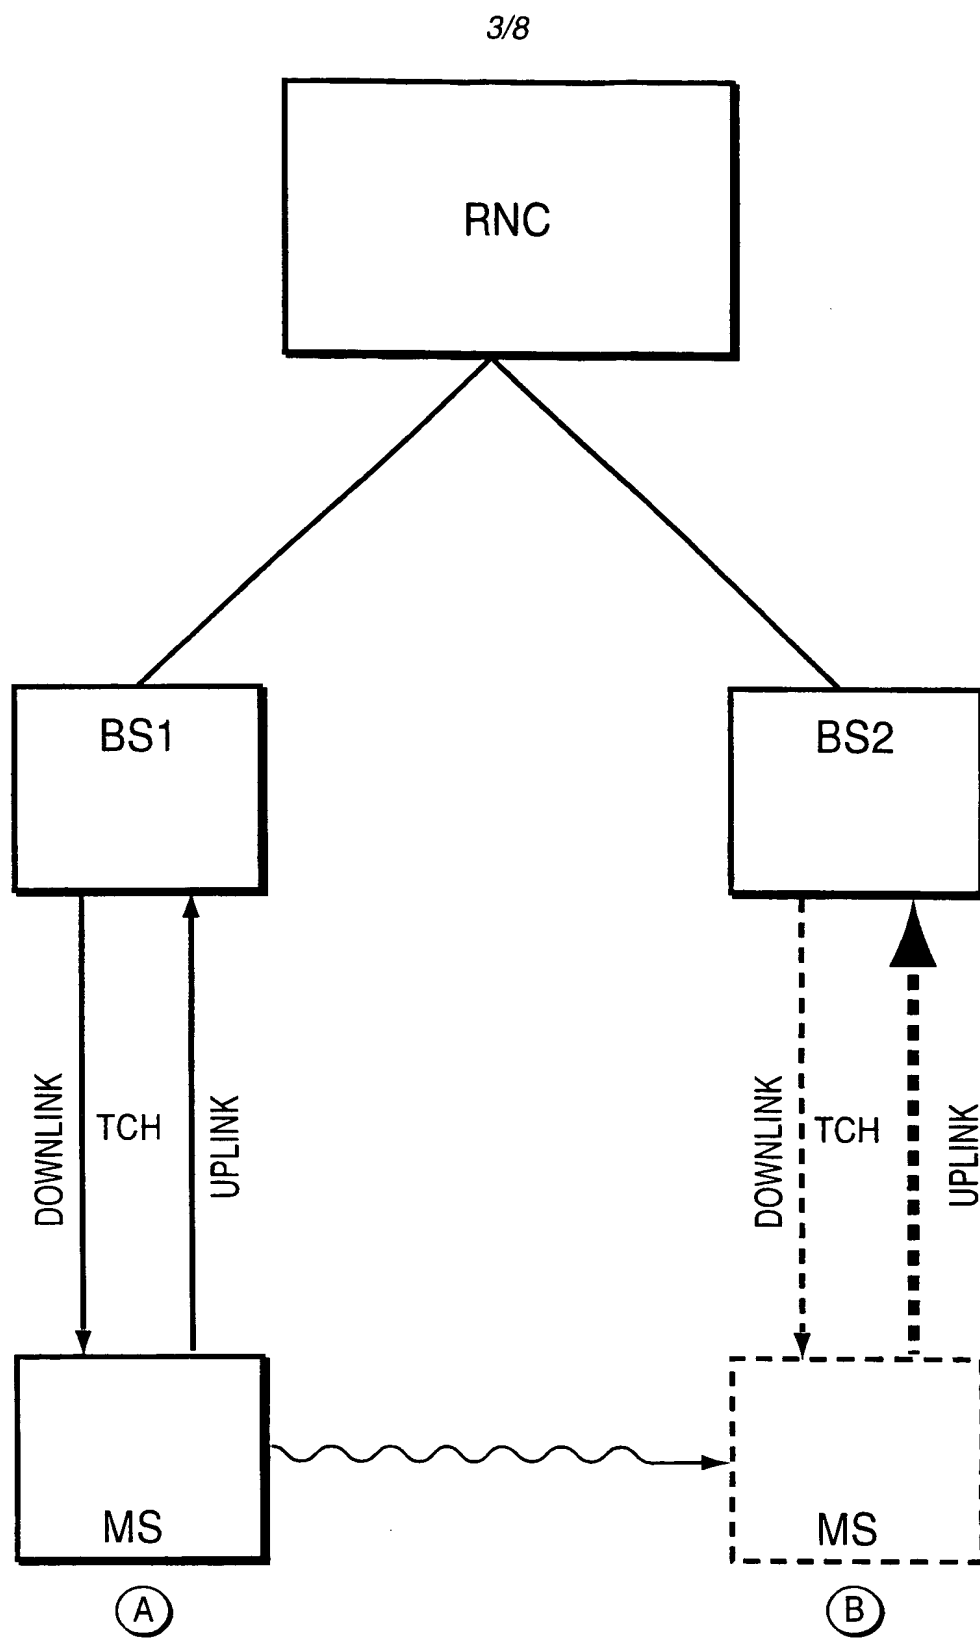 3/8
RNC
BS1
BS2
DOWNLINK
TCH
UPLINK
DOWNLINK
TCH
UPLINK
MS
MS
A
B